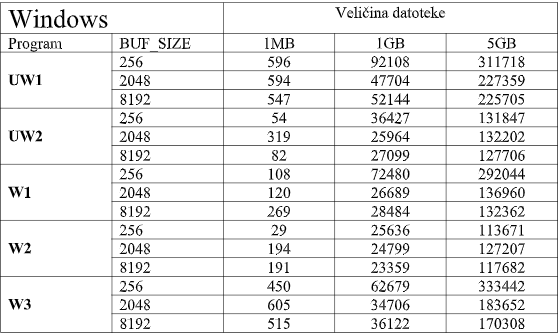 Windows Veličina datoteke
Program BUF_SIZE 1MB 1GB 5GB
UW1 256 596 92108 311718
2048 594 47704 227359
8192 547 52144 225705
UW2 256 54 36427 131847
2048 319 25964 132202
8192 82 27099 127706
W1 256 108 72480 292044
2048 120 26689 136960
8192 269 28484 132362
W2 256 29 25636 113671
2048 194 24799 127207
8192 191 23359 117682
W3 256 450 62679 333442
2048 605 34706 183652
8192 515 36122 170308